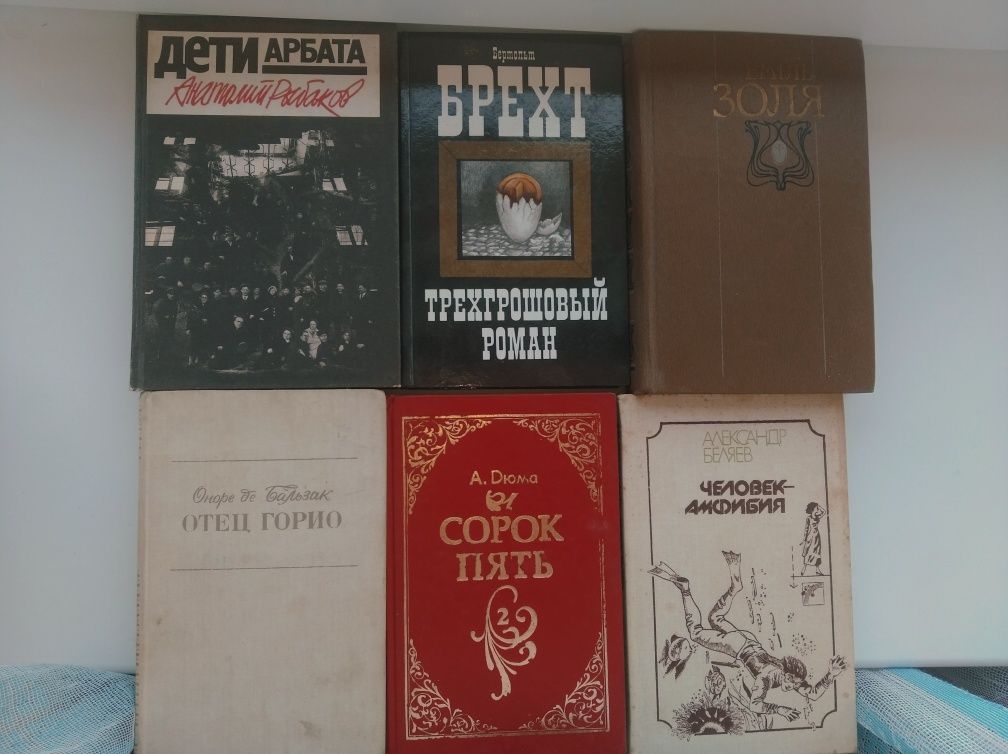 ДЕТИ АРБАТА
Анатолий Рыбаков
Бертольт
БРЕХТ
ТРЕХГРОШОВЫЙ
РОМАН
ЭМИЛЬ
ЗОЛЯ
Оноре де Бальзак
ОТЕЦ ГОРИО
А. Дюма
СОРОК
ПЯТЬ
2
АЛЕКСАНДР
БЕЛЯЕВ
ЧЕЛОВЕК-
АМФИБИЯ